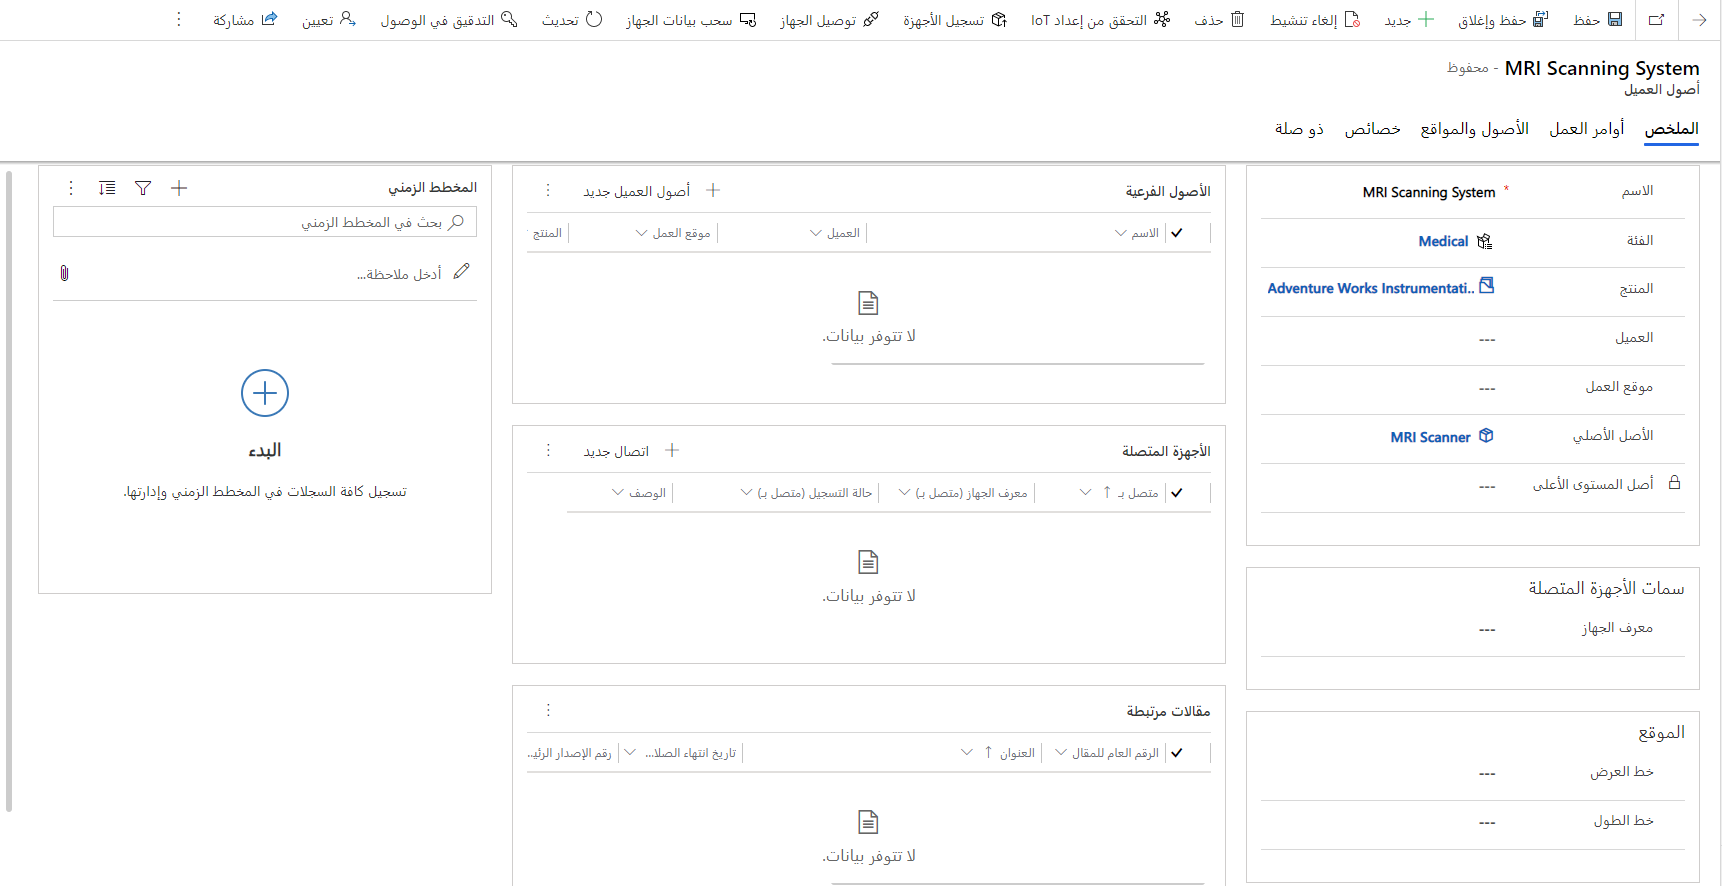 حفظ
حفظ وإغلاق
جديد
إلغاء تنشيط
حذف
التحقق من إعداد IoT
تسجيل الأجهزة
توصيل الجهاز
سحب بيانات الجهاز
تحديث
التدقيق في الوصول
تعيين
مشاركة
MRI Scanning System - محفوظ
أصول العميل
الملخص
أوامر العمل
الأصول والمواقع
خصائص
ذو صلة
الاسم * MRI Scanning System
الفئة Medical
المنتج Adventure Works Instrumentati..
العميل ---
موقع العمل ---
الأصل الأصلي MRI Scanner
أصل المستوى الأعلى ---
سمات الأجهزة المتصلة
معرف الجهاز ---
الموقع
خط العرض ---
خط الطول ---
الأصول الفرعية
أصول العميل جديد
الاسم العميل موقع العمل المنتج
لا تتوفر بيانات.
الأجهزة المتصلة
اتصال جديد
متصل بـ معرف الجهاز (متصل بـ) حالة التسجيل (متصل بـ) الوصف
لا تتوفر بيانات.
مقالات مرتبطة
الرقم العام للمقال العنوان تاريخ انتهاء الصلا... رقم الإصدار الرئيـ..
لا تتوفر بيانات.
المخطط الزمني
بحث في المخطط الزمني
أدخل ملاحظة...
البدء
تسجيل كافة السجلات في المخطط الزمني وإدارتها.